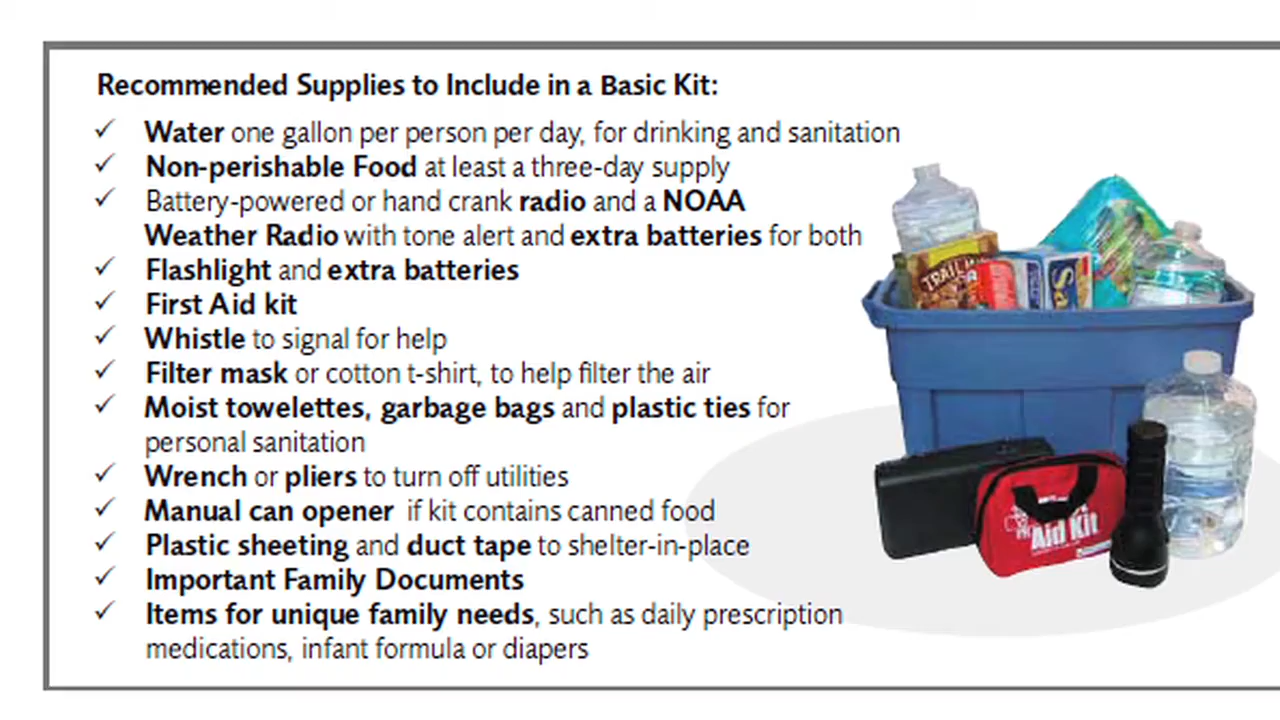 Recommended Supplies to Include in a Basic Kit:
✓ Water one gallon per person per day, for drinking and sanitation
✓ Non-perishable Food at least a three-day supply
✓ Battery-powered or hand crank radio and a NOAA
Weather Radio with tone alert and extra batteries for both
✓ Flashlight and extra batteries
✓ First Aid kit
✓ Whistle to signal for help
✓ Filter mask or cotton t-shirt, to help filter the air
✓ Moist towelettes, garbage bags and plastic ties for
personal sanitation
✓ Wrench or pliers to turn off utilities
✓ Manual can opener if kit contains canned food
✓ Plastic sheeting and duct tape to shelter-in-place
✓ Important Family Documents
✓ Items for unique family needs, such as daily prescription
medications, infant formula or diapers
TRAIL
Aid Kit